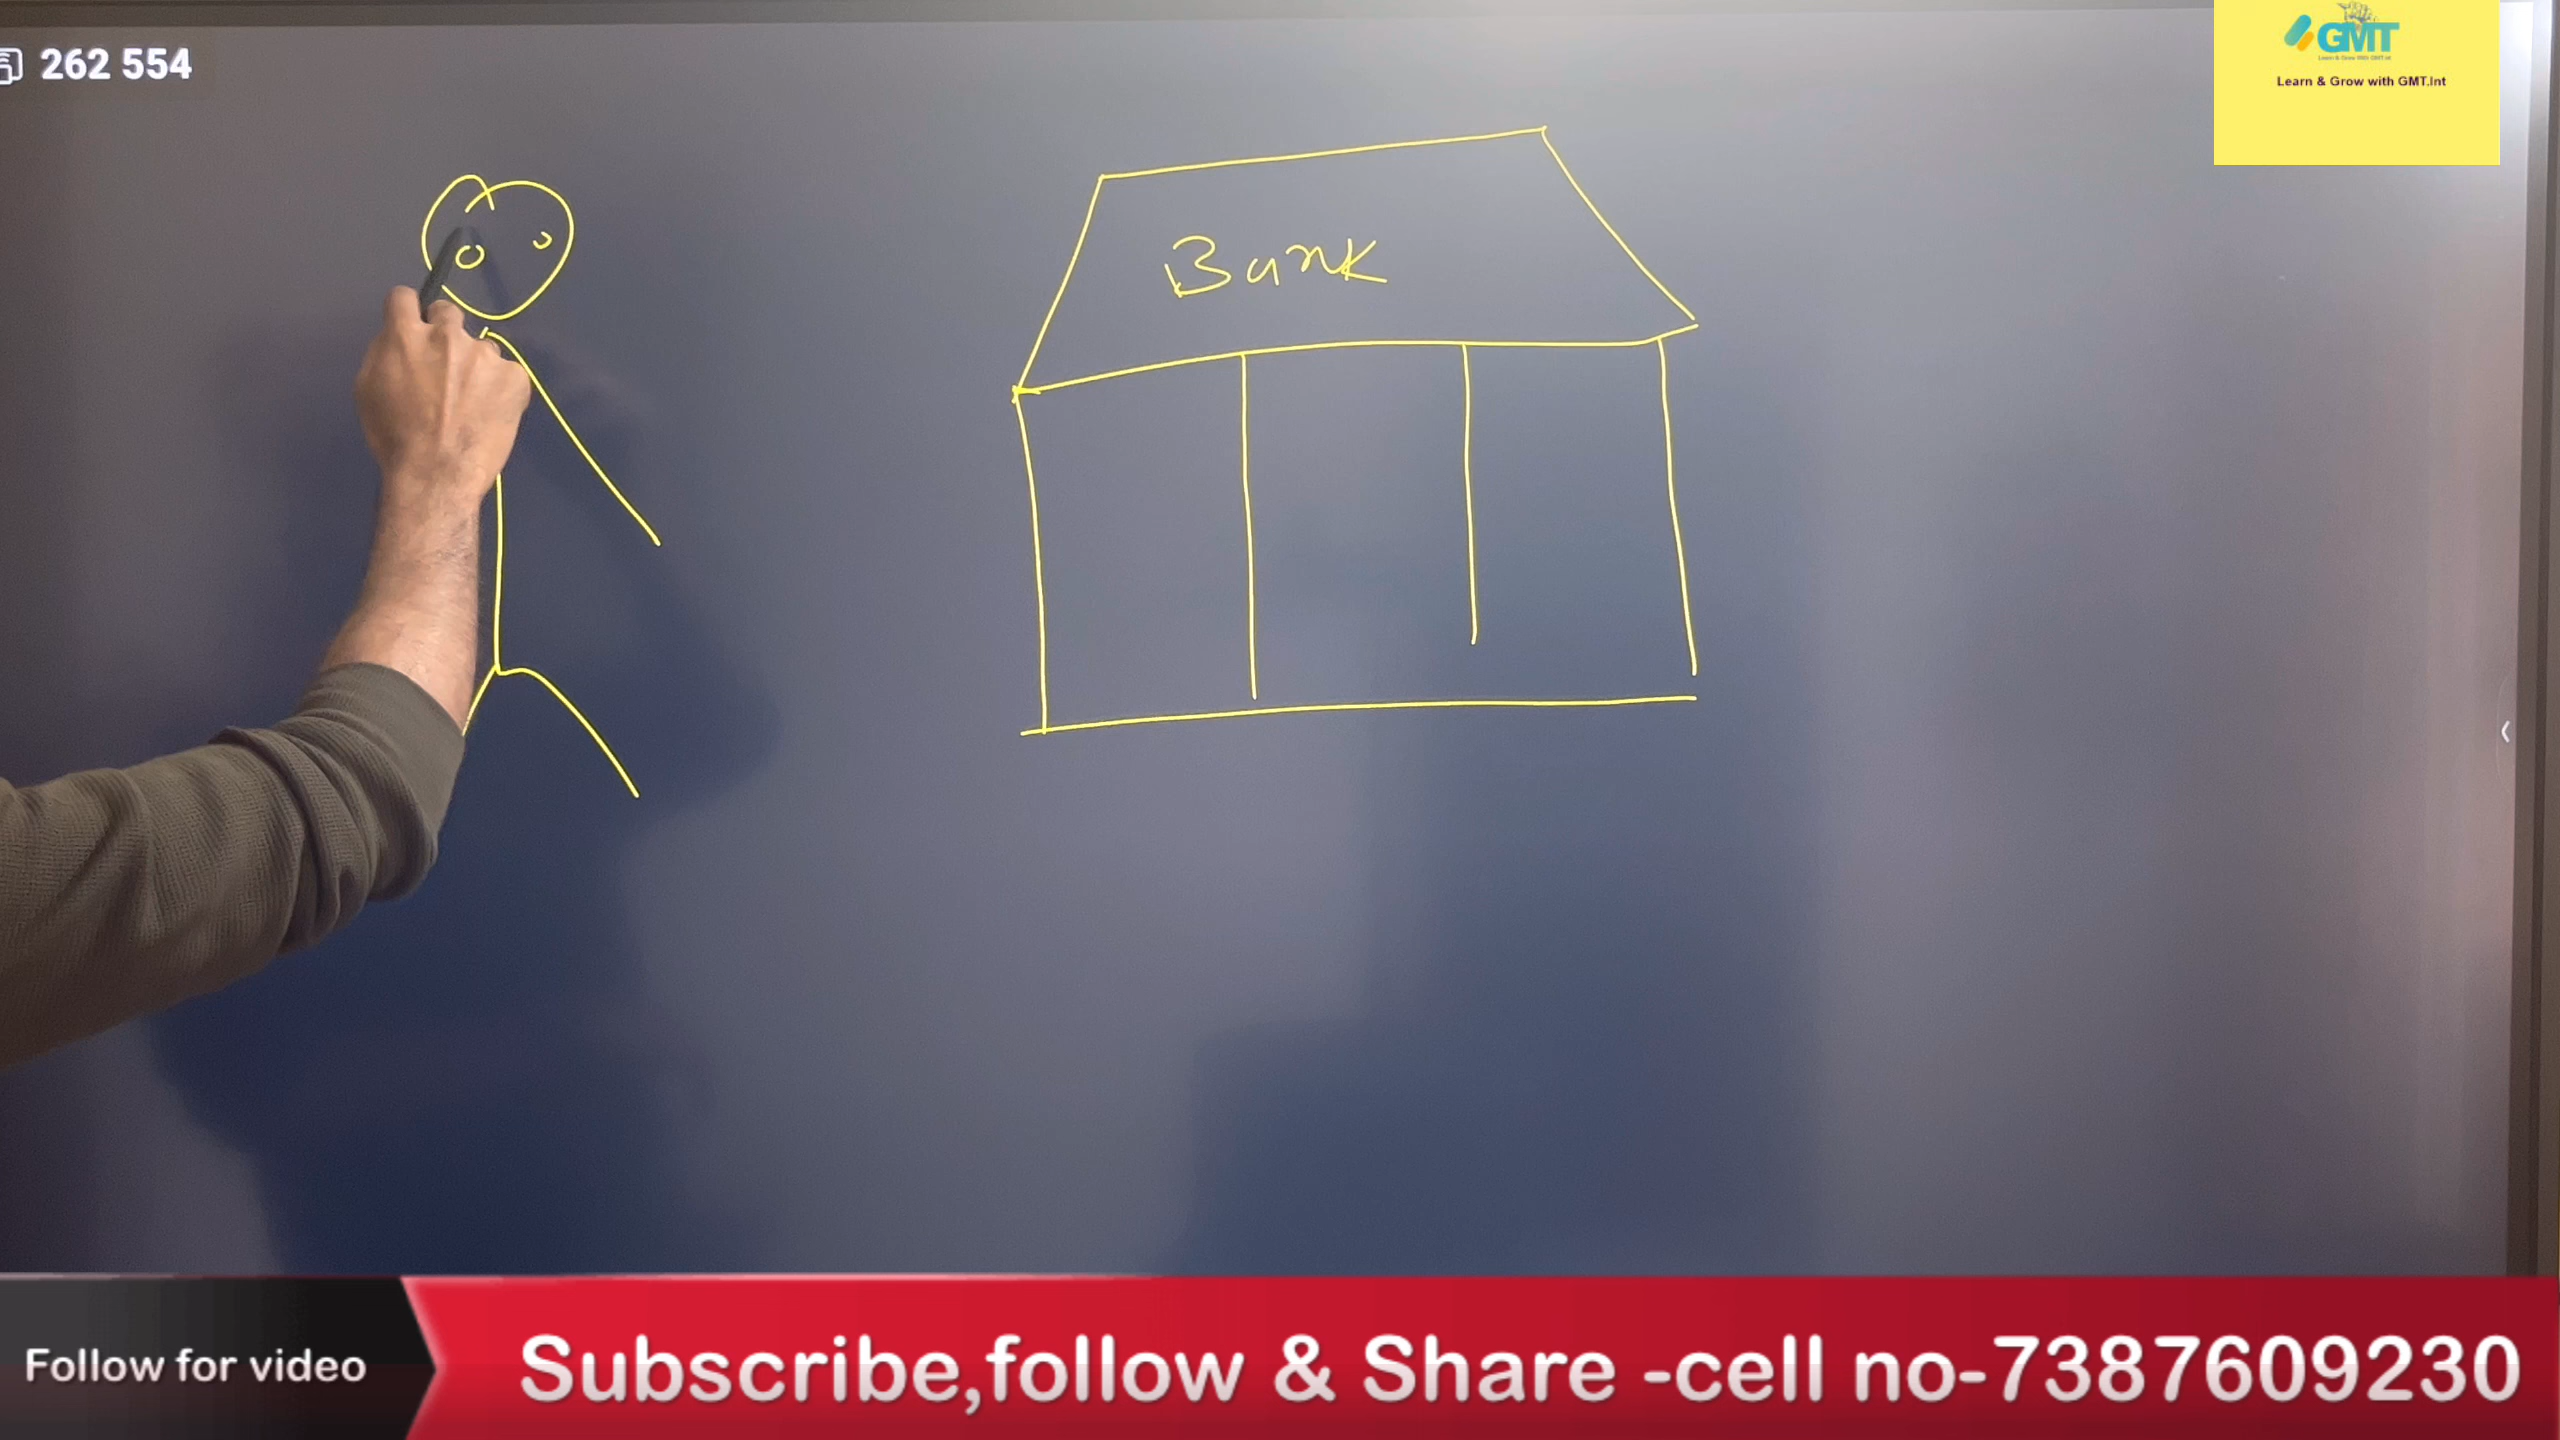 262 554
GMT
Learn & Grow with GMT.Int
Bank
Follow for video
Subscribe,follow & Share -cell no-7387609230